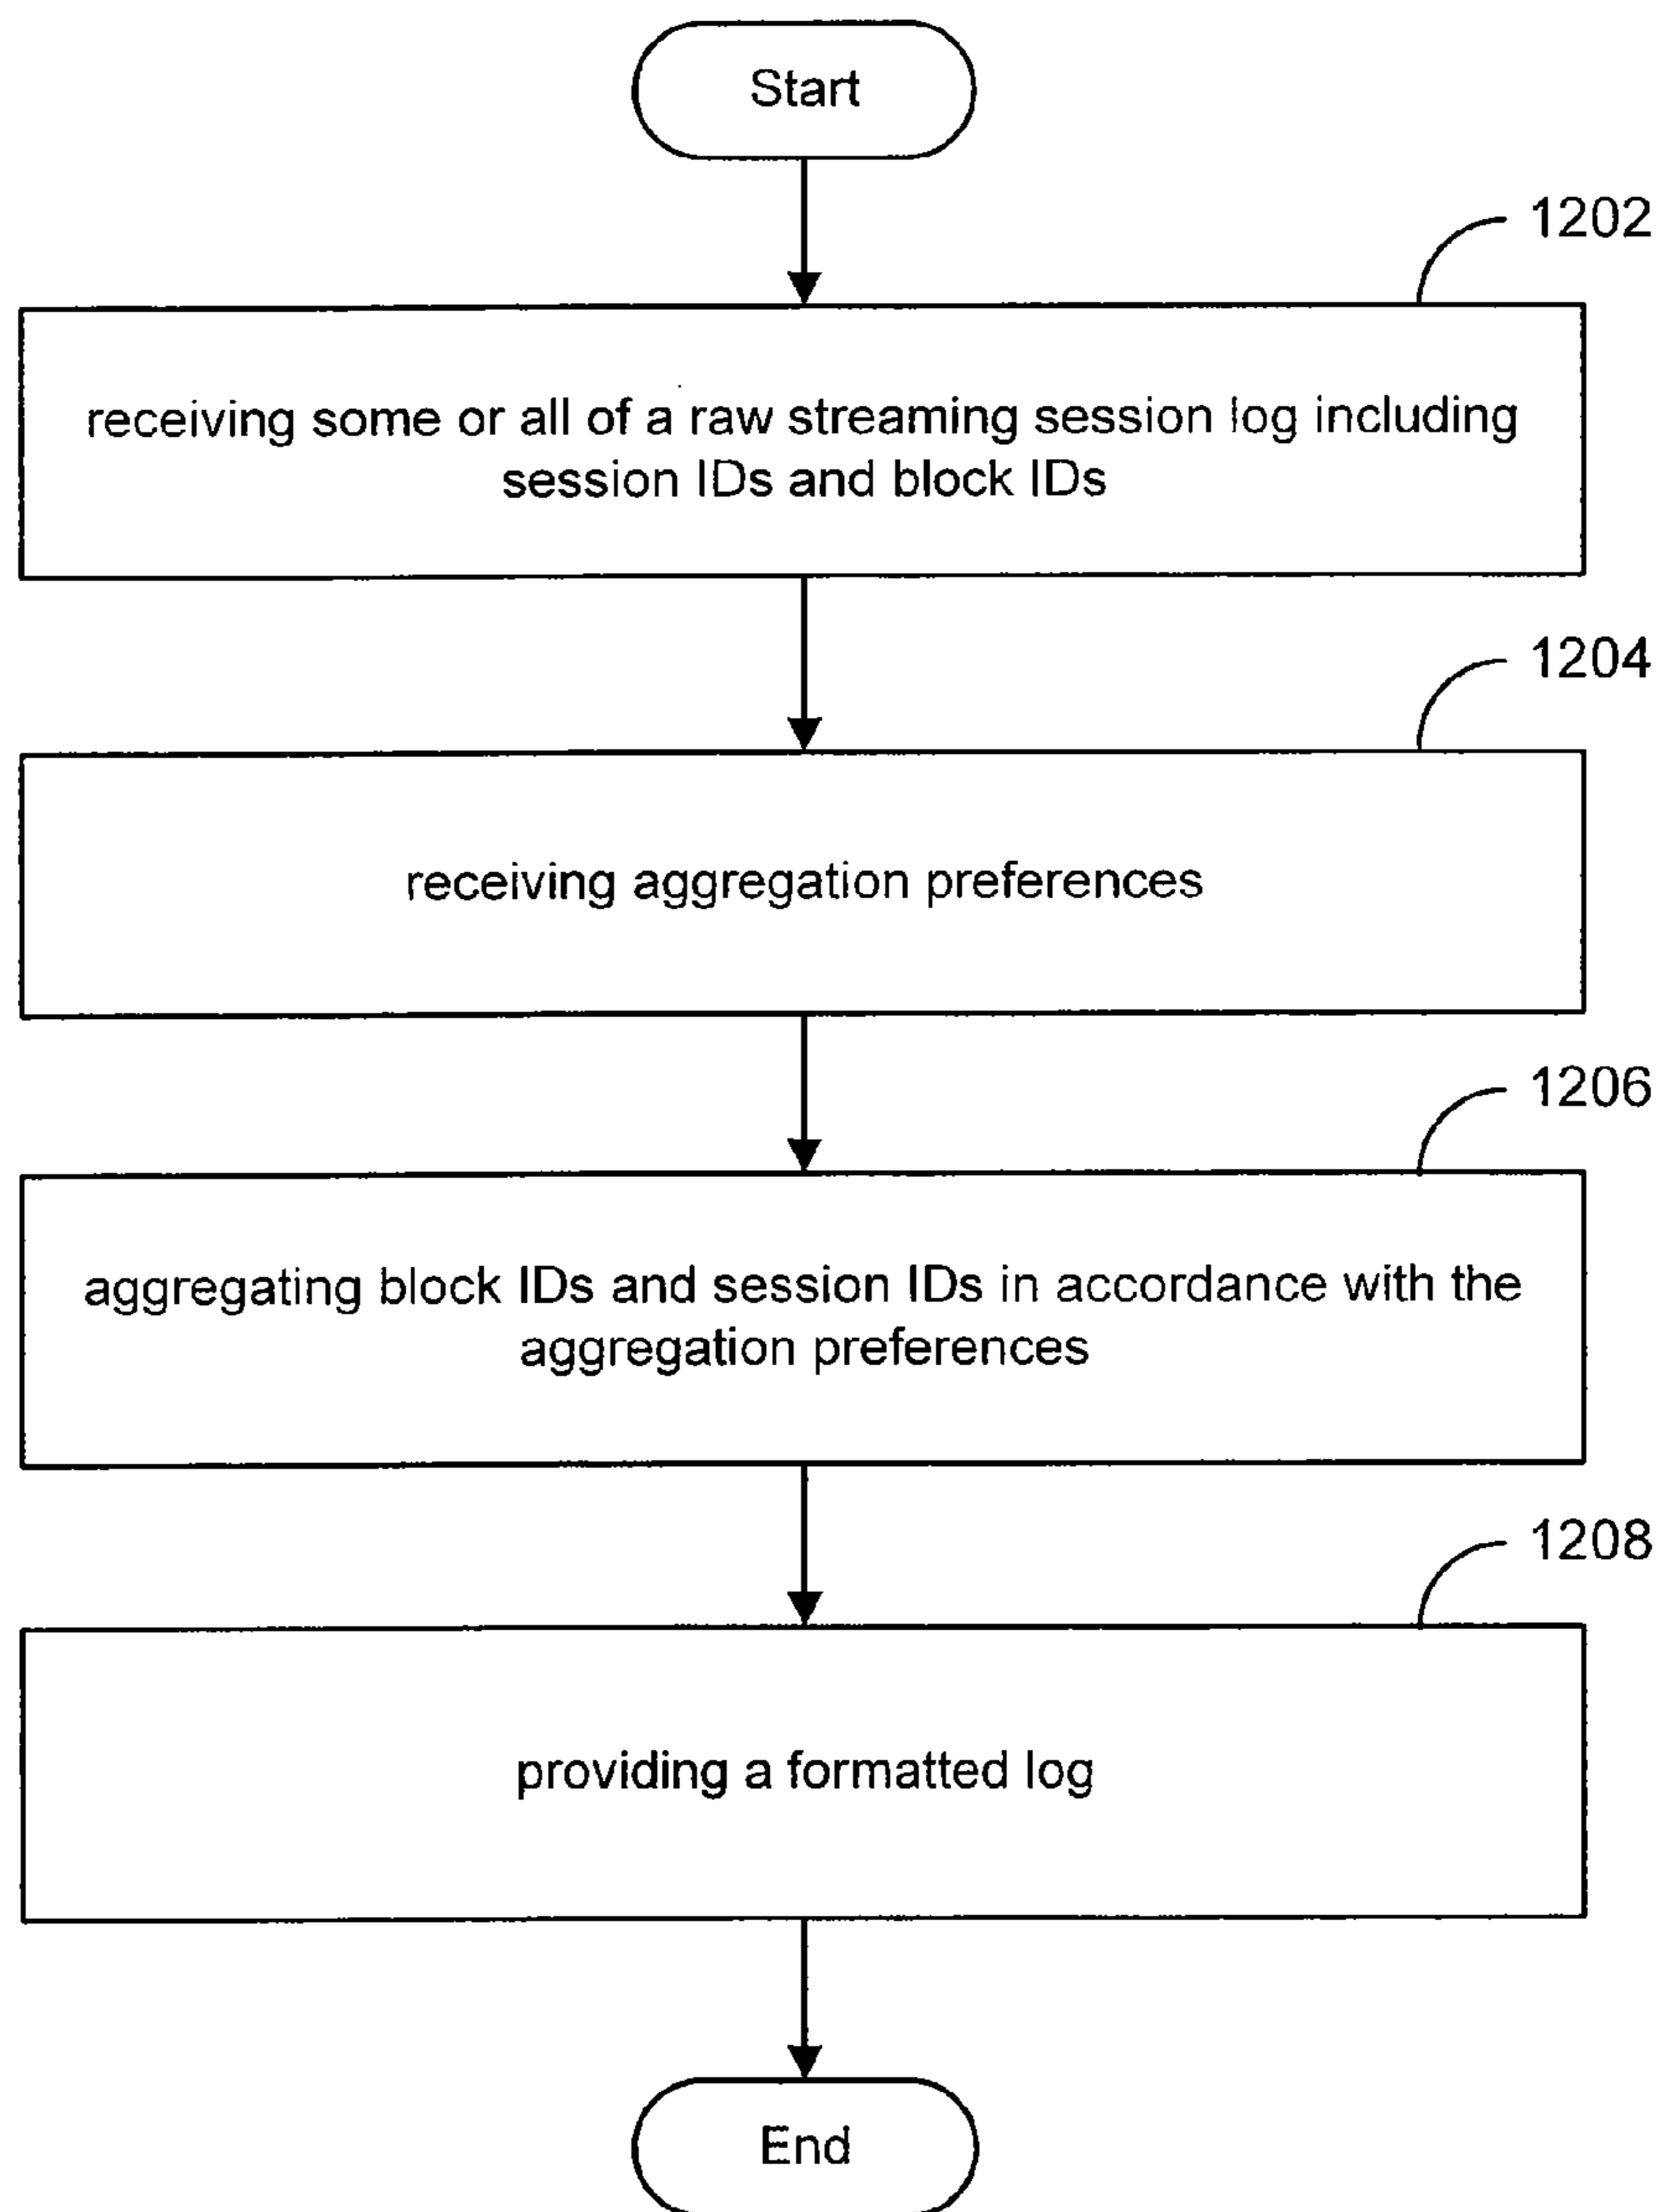 Start
1202
receiving some or all of a raw streaming session log including
session IDs and block IDs
1204
receiving aggregation preferences
1206
aggregating block IDs and session IDs in accordance with the
aggregation preferences
1208
providing a formatted log
End